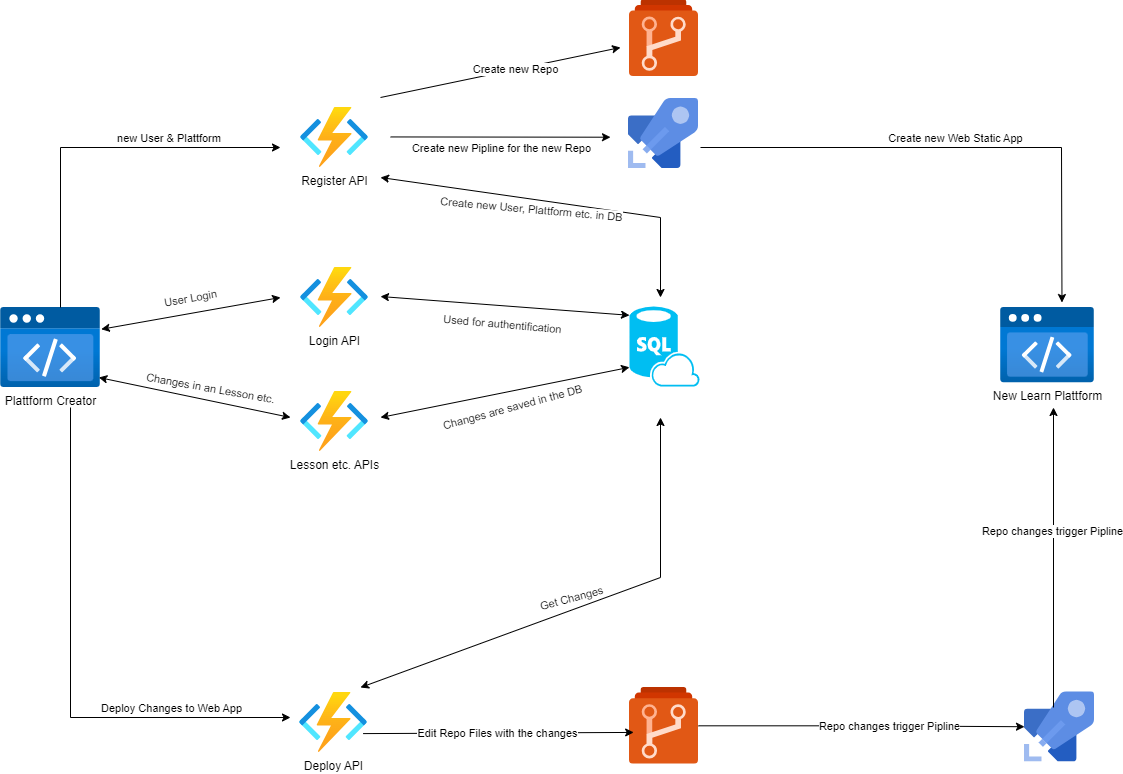 Create new Repo
new User & Plattform
Create new Pipline for the new Repo
Create new Web Static App
Register API
Create new User, Plattform etc. in DB
User Login
Used for authentification
Login API
SQL
Plattform Creator
Changes in an Lesson etc.
Changes are saved in the DB
New Learn Plattform
Lesson etc. APIs
Repo changes trigger Pipline
Get Changes
Deploy Changes to Web App
Edit Repo Files with the changes
Repo changes trigger Pipline
Deploy API